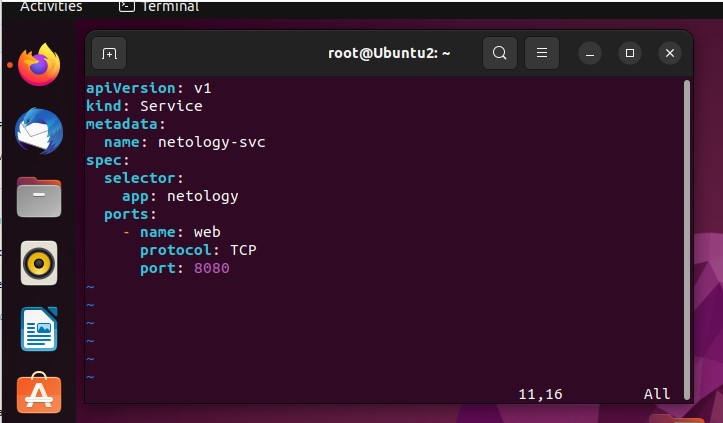 Activities Terminal
root@Ubuntu2: ~
apiVersion: v1
kind: Service
metadata:
  name: netology-svc
spec:
  selector:
    app: netology
  ports:
    - name: web
      protocol: TCP
      port: 8080
~
~
~
~
~
~
11,16 All